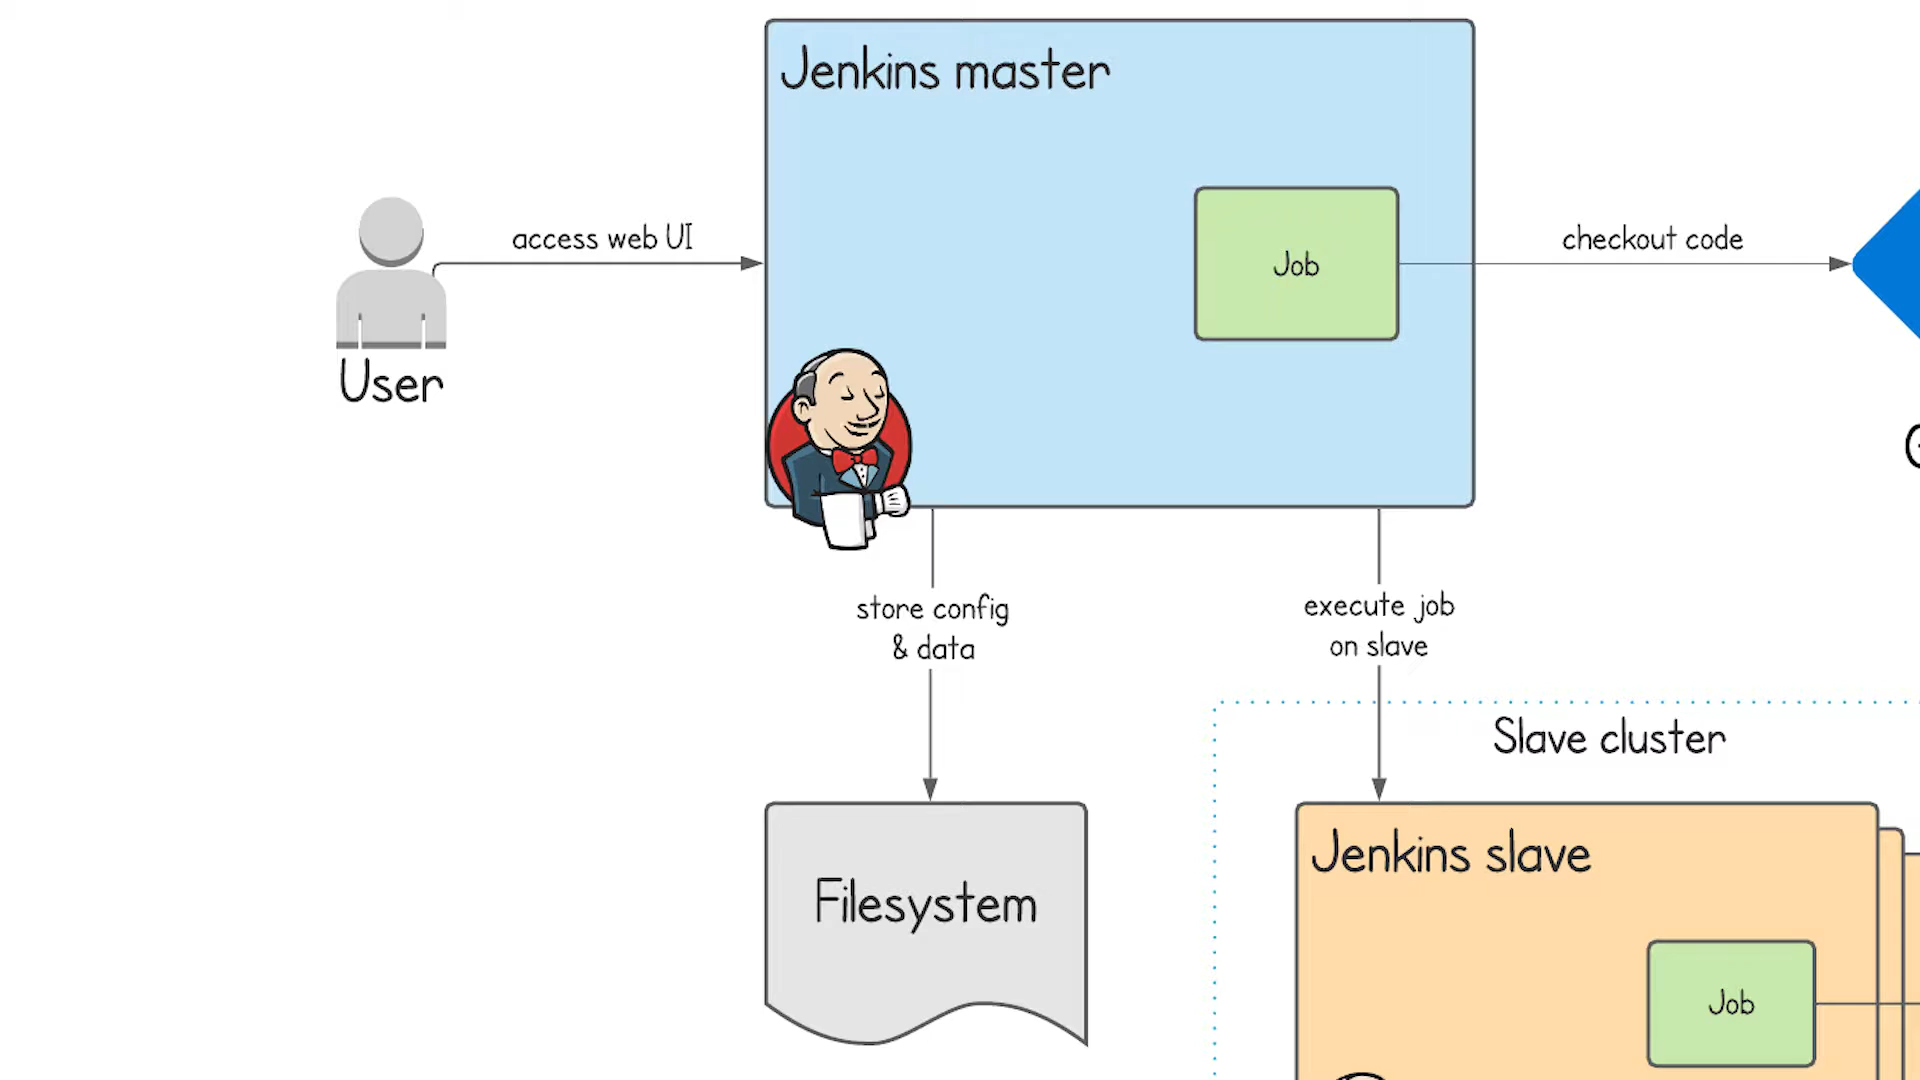 Jenkins master
access web UI
Job
checkout code
User
store config
& data
execute job
on slave
Slave cluster
Jenkins slave
Filesystem
Job